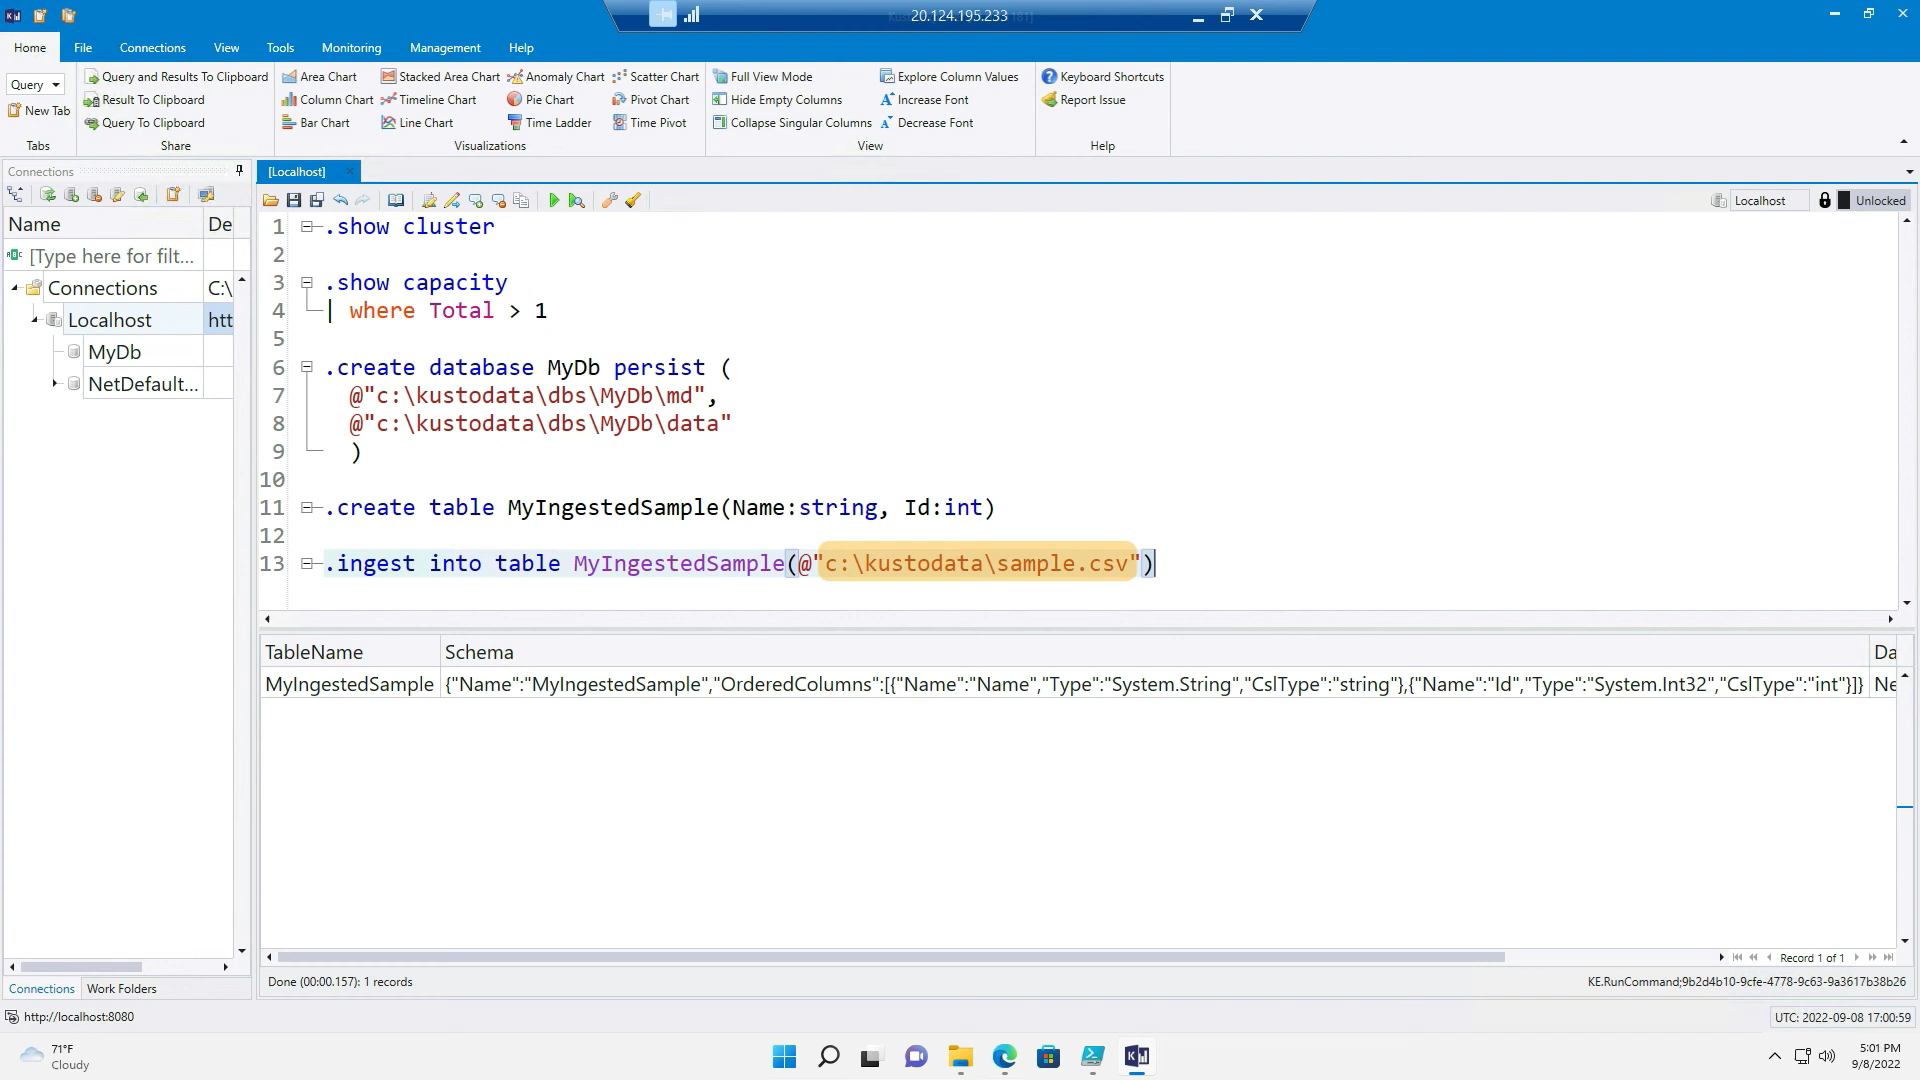 20.124.195.233
Home File Connections View Tools Monitoring Management Help
Query
New Tab
Tabs
Query and Results To Clipboard
Result To Clipboard
Query To Clipboard
Share
Area Chart Stacked Area Chart Anomaly Chart Scatter Chart
Column Chart Timeline Chart Pie Chart Pivot Chart
Bar Chart Line Chart Time Ladder Time Pivot
Visualizations
Full View Mode Explore Column Values
Hide Empty Columns Increase Font
Collapse Singular Columns Decrease Font
View
Keyboard Shortcuts
Report Issue
Help
Connections
Name De
[Type here for filt...
Connections C:\
Localhost htt
MyDb
NetDefault...
Connections Work Folders
[Localhost]
Localhost Unlocked
1 .show cluster
2
3 .show capacity
4 | where Total > 1
5
6 .create database MyDb persist (
7 @"c:\kustodata\dbs\MyDb\md",
8 @"c:\kustodata\dbs\MyDb\data"
9 )
10
11 .create table MyIngestedSample(Name:string, Id:int)
12
13 .ingest into table MyIngestedSample(@"c:\kustodata\sample.csv")
TableName Schema Da
MyIngestedSample {"Name":"MyIngestedSample","OrderedColumns":[{"Name":"Name","Type":"System.String","CslType":"string"},{"Name":"Id","Type":"System.Int32","CslType":"int"}]} Ne
Record 1 of 1
Done (00:00.157): 1 records
KE.RunCommand;9b2d4b10-9cfe-4778-9c63-9a3617b38b26
http://localhost:8080
UTC: 2022-09-08 17:00:59
71°F
Cloudy
5:01 PM
9/8/2022